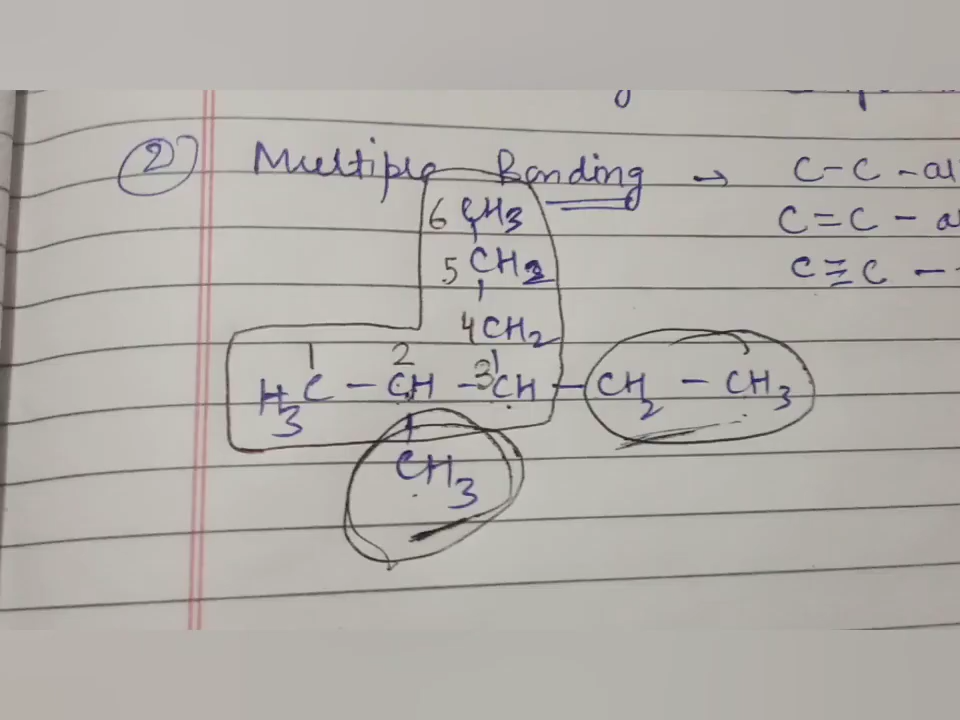 2 Multiple Bonding → C-C - al
6 CH3 C=C - a
5 CH2 C≡C -
4 CH2
1 2 3
H3C - CH - CH - CH2 - CH3
CH3